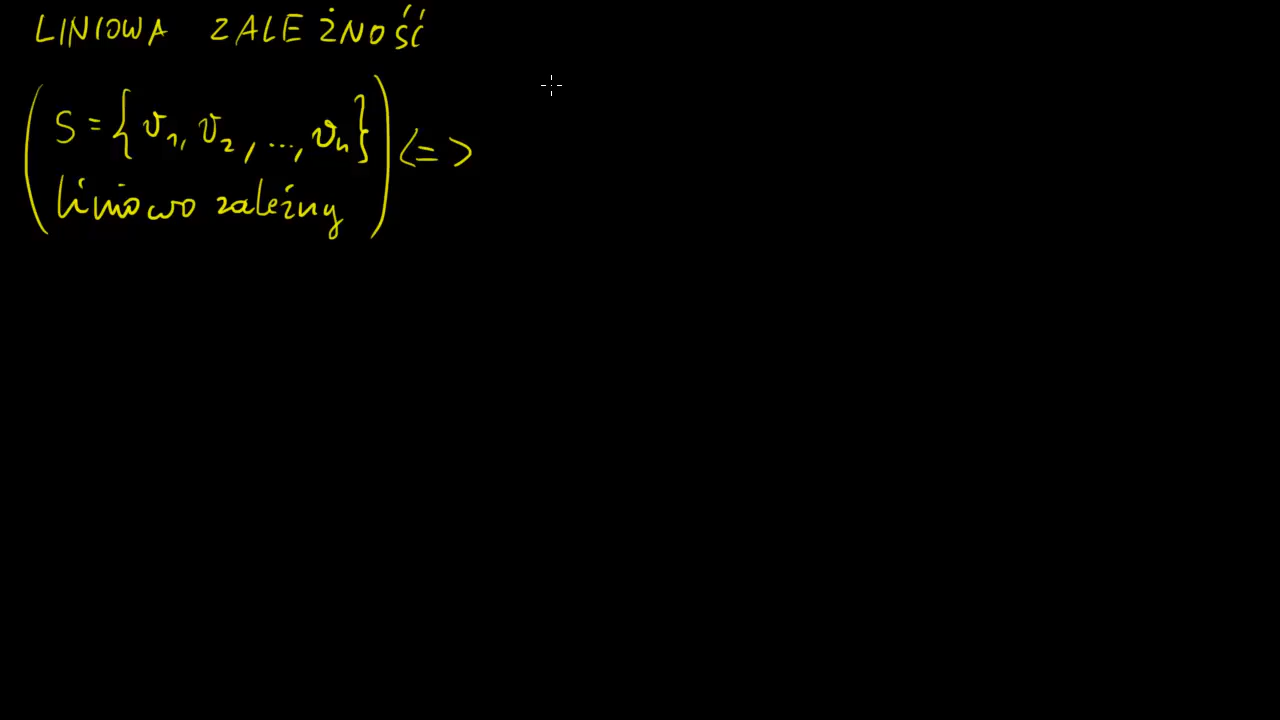 LINIOWA ZALEŻNOŚĆ
( S = { v₁, v₂, ..., vₙ } ) <=>
liniowo zależny